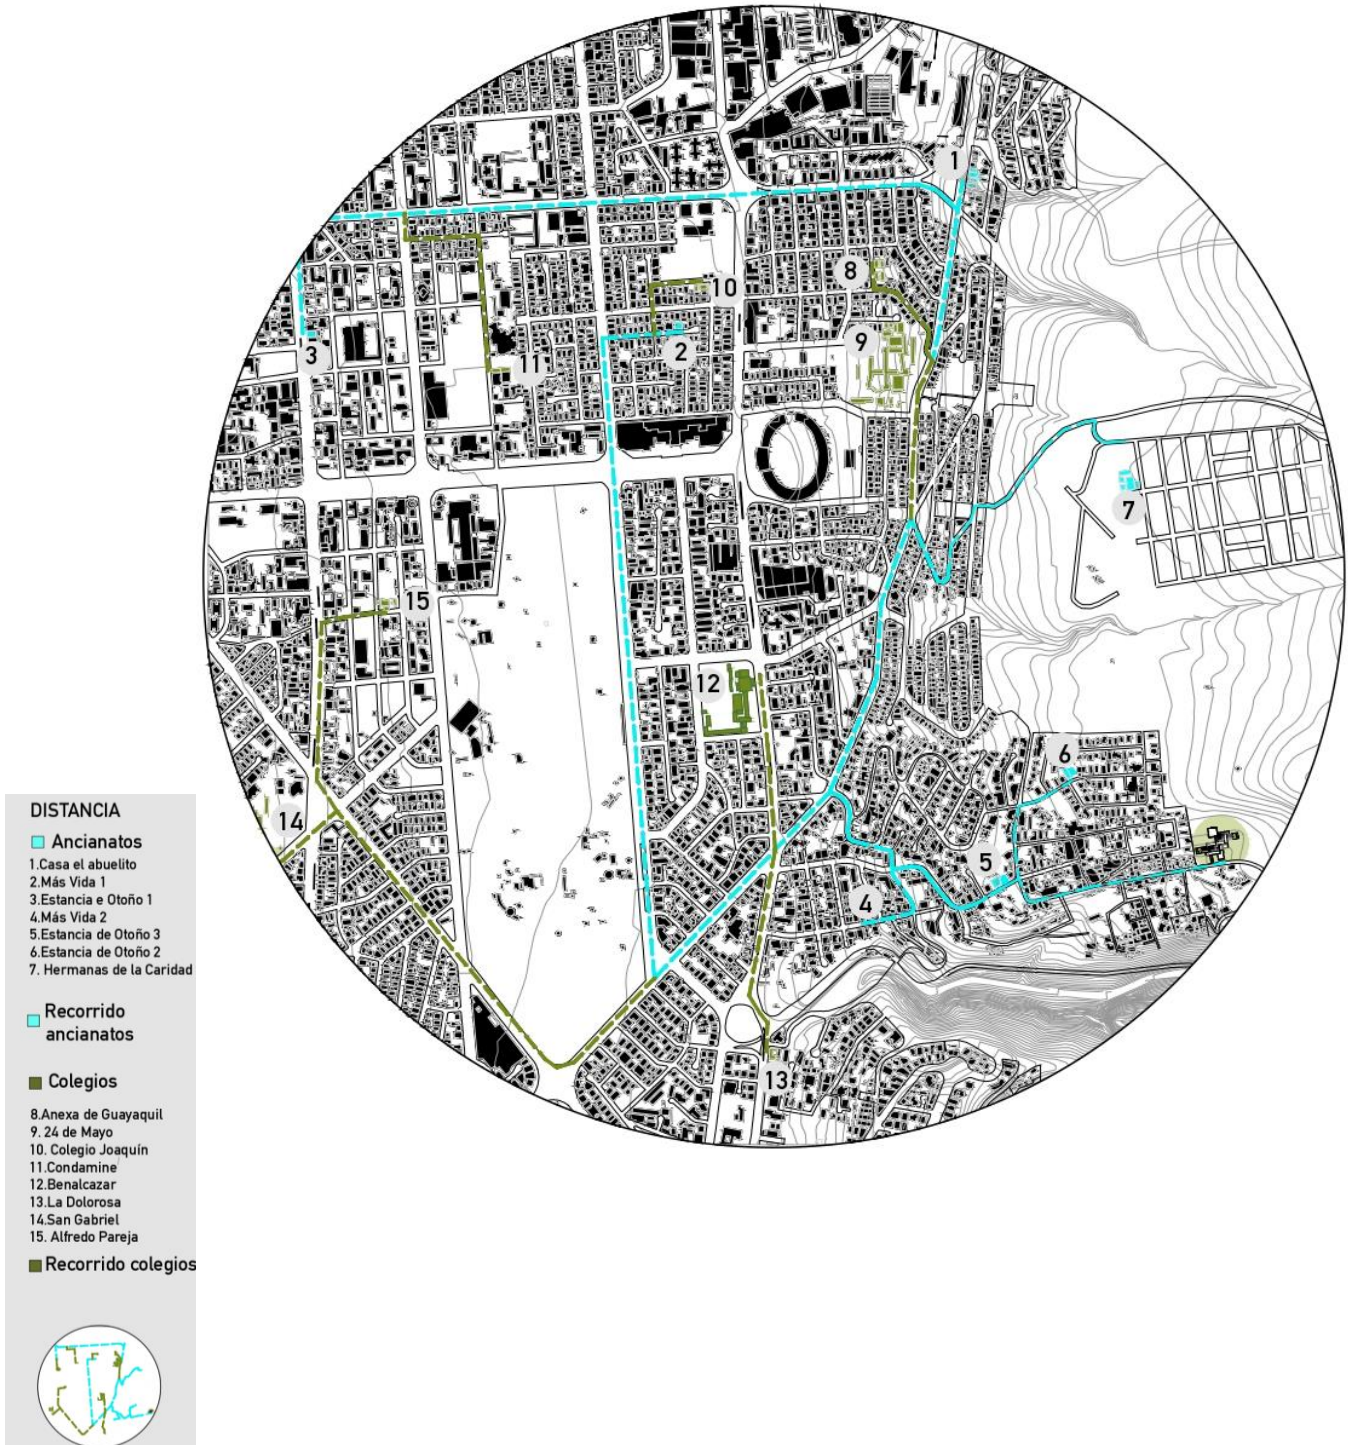 1
8
10
9
2
3
11
7
15
12
6
14
5
4
13
DISTANCIA
Ancianatos
1.Casa el abuelito
2.Más Vida 1
3.Estancia e Otoño 1
4.Más Vida 2
5.Estancia de Otoño 3
6.Estancia de Otoño 2
7. Hermanas de la Caridad
Recorrido
ancianatos
Colegios
8.Anexa de Guayaquil
9. 24 de Mayo
10. Colegio Joaquín
11.Condamine
12.Benalcazar
13.La Dolorosa
14.San Gabriel
15. Alfredo Pareja
Recorrido colegios